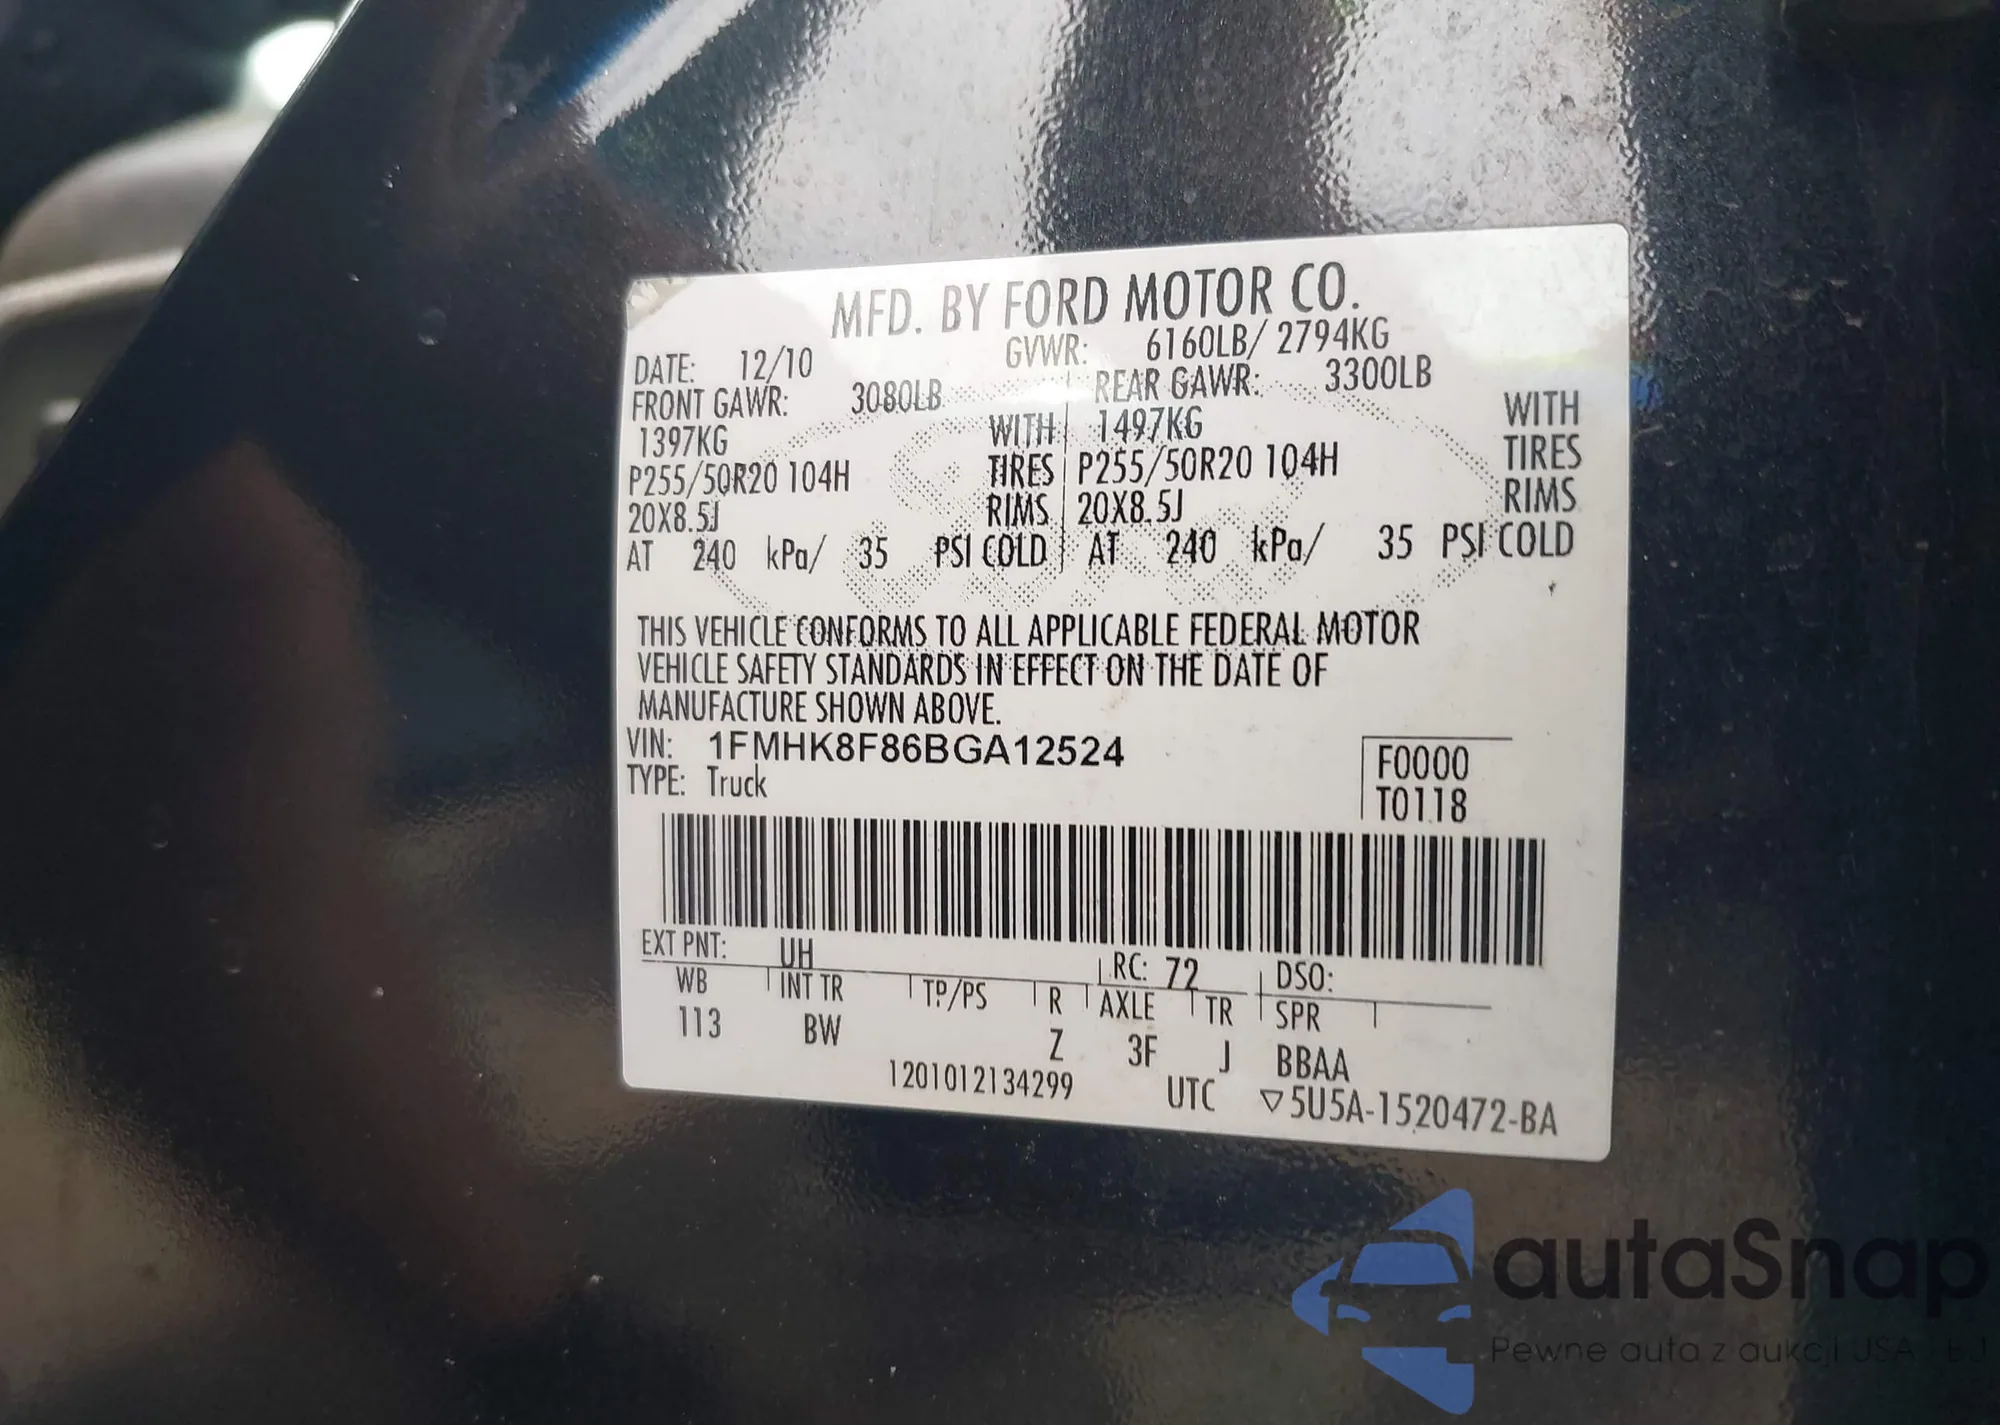 MFD. BY FORD MOTOR CO.
DATE: 12/10 GVWR: 6160LB/ 2794KG
FRONT GAWR: 3080LB REAR GAWR: 3300LB
1397KG WITH 1497KG WITH
P255/50R20 104H TIRES P255/50R20 104H TIRES
20X8.5J RIMS 20X8.5J RIMS
AT 240 kPa/ 35 PSI COLD AT 240 kPa/ 35 PSI COLD
THIS VEHICLE CONFORMS TO ALL APPLICABLE FEDERAL MOTOR
VEHICLE SAFETY STANDARDS IN EFFECT ON THE DATE OF
MANUFACTURE SHOWN ABOVE.
VIN: 1FMHK8F86BGA12524 F0000
TYPE: Truck T0118
EXT PNT: UH RC: 72 DSO:
WB INT TR TP/PS R AXLE TR SPR
113 BW Z 3F J BBAA
1201012134299 UTC ▽5U5A-1520472-BA
autaSnap
Pewne auta z aukcji USA